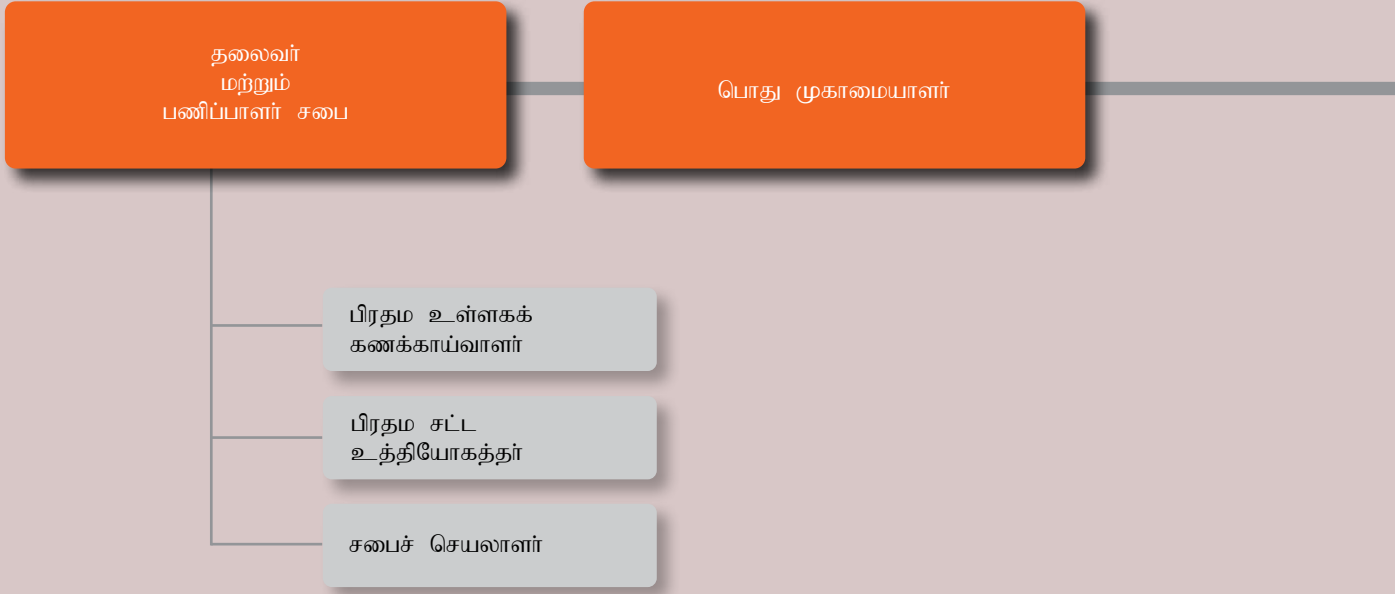 தலைவர்
மற்றும்
பணிப்பாளர் சபை
பொது முகாமையாளர்
பிரதம உள்ளகக்
கணக்காய்வாளர்
பிரதம சட்ட
உத்தியோகத்தர்
சபைச் செயலாளர்